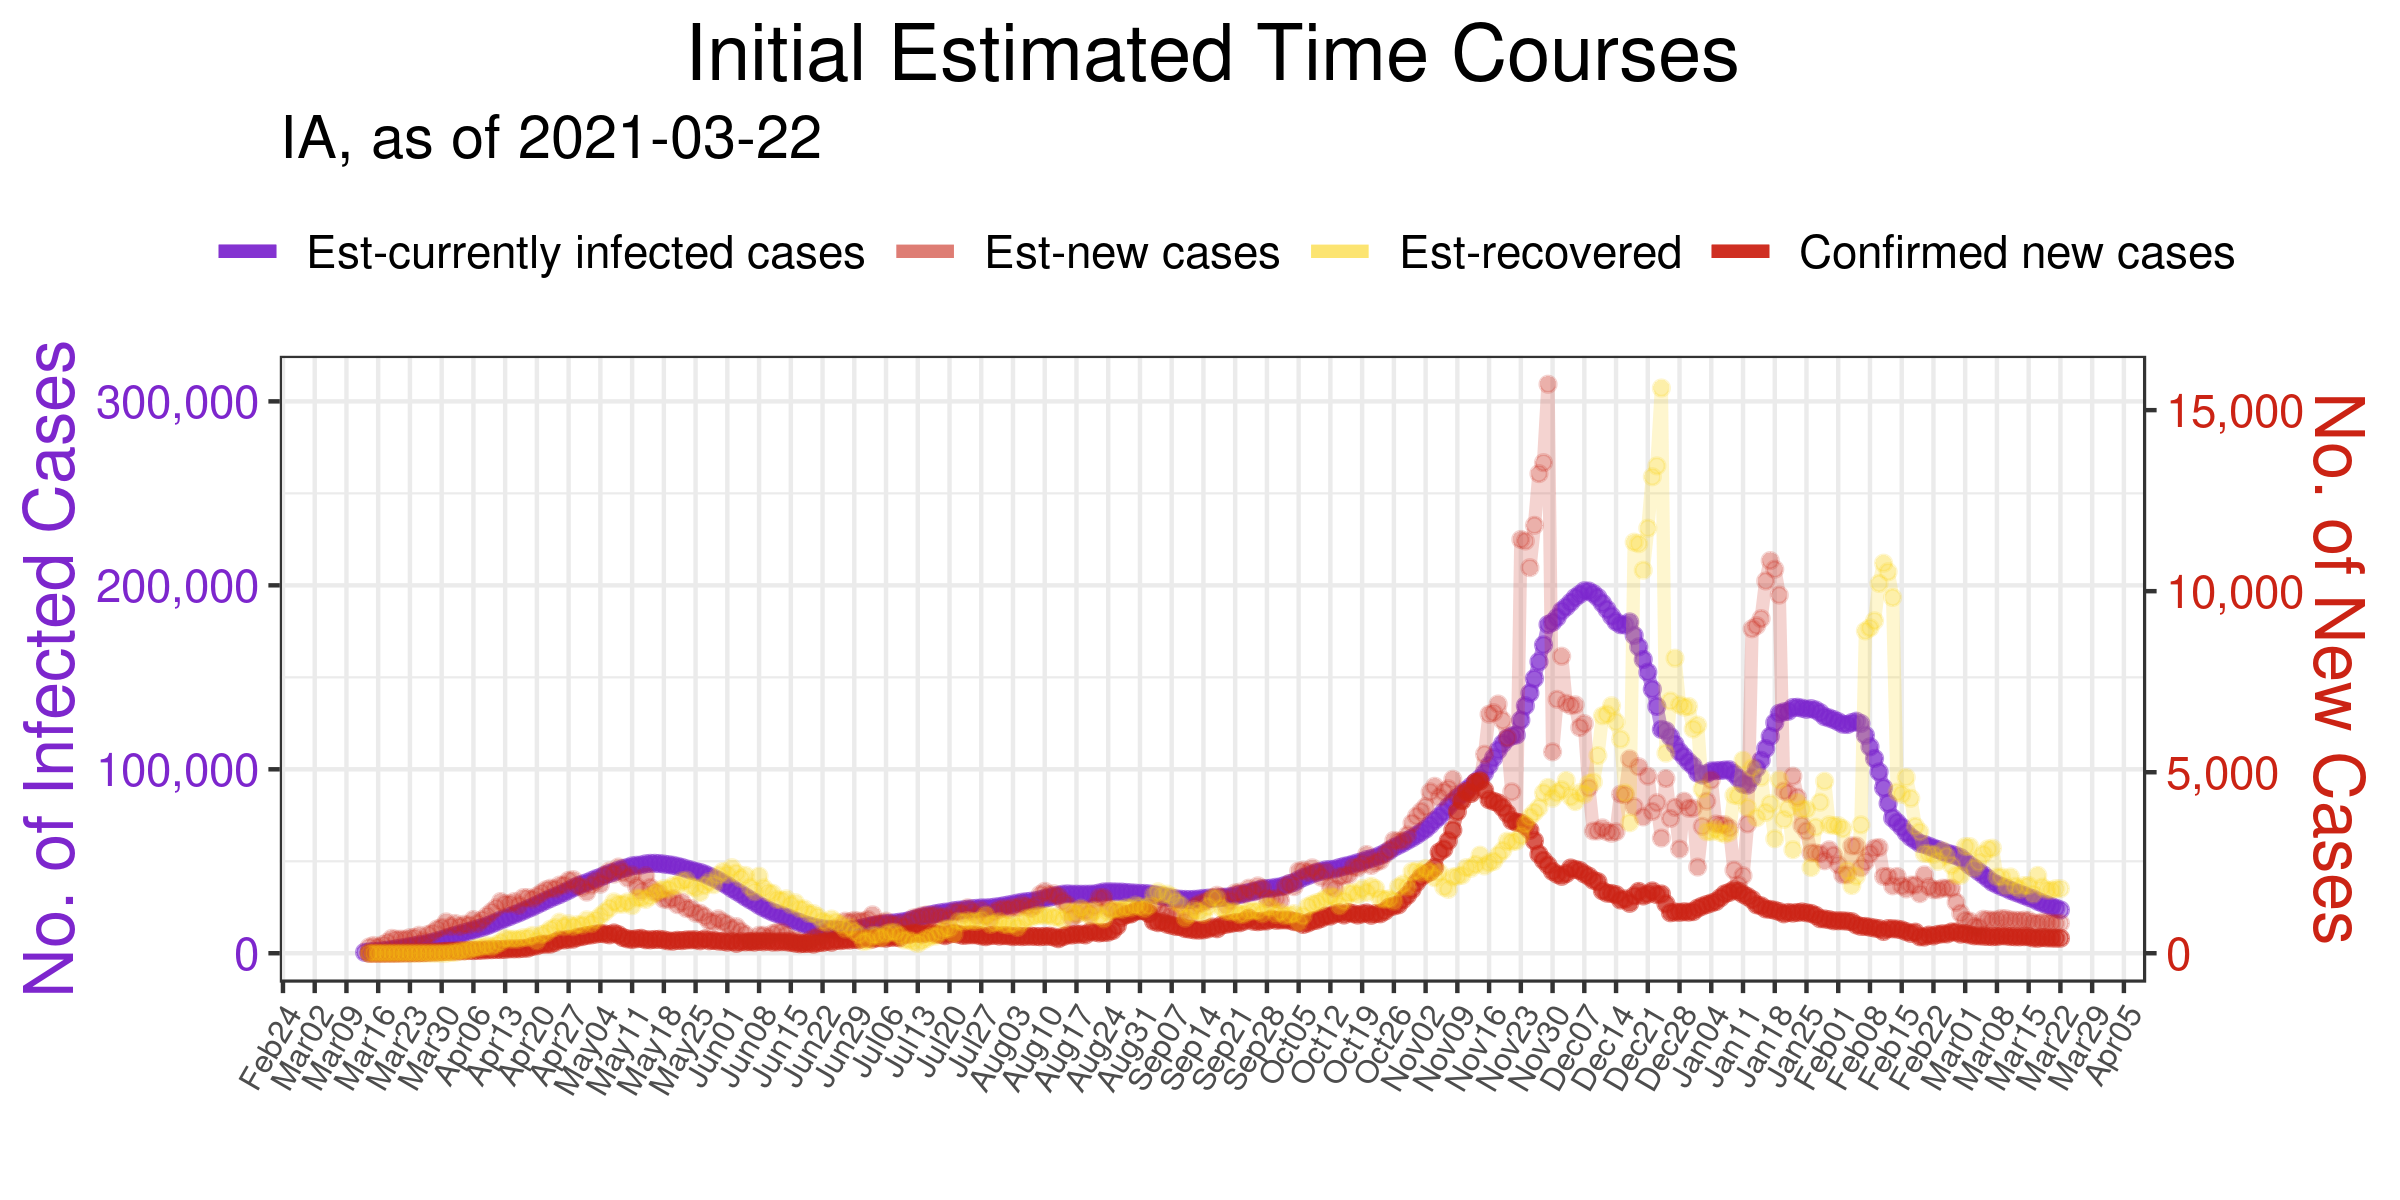 Initial Estimated Time Courses
IA, as of 2021-03-22
Est-currently infected cases Est-new cases Est-recovered Confirmed new cases
No. of Infected Cases
300,000
200,000
100,000
0
15,000
10,000
5,000
0
No. of New Cases
Feb24 Mar02 Mar09 Mar16 Mar23 Mar30 Apr06 Apr13 Apr20 Apr27 May04 May11 May18 May25 Jun01 Jun08 Jun15 Jun22 Jun29 Jul06 Jul13 Jul20 Jul27 Aug03 Aug10 Aug17 Aug24 Aug31 Sep07 Sep14 Sep21 Sep28 Oct05 Oct12 Oct19 Oct26 Nov02 Nov09 Nov16 Nov23 Nov30 Dec07 Dec14 Dec21 Dec28 Jan04 Jan11 Jan18 Jan25 Feb01 Feb08 Feb15 Feb22 Mar01 Mar08 Mar15 Mar22 Mar29 Apr05